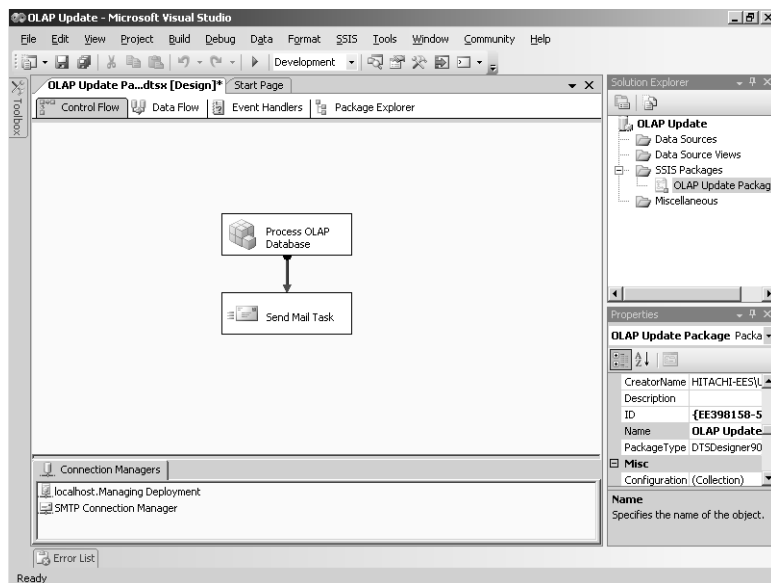 OLAP Update - Microsoft Visual Studio
File Edit View Project Build Debug Data Format SSIS Tools Window Community Help
Development
Toolbox
OLAP Update Pa...dtsx [Design]* Start Page
Control Flow Data Flow Event Handlers Package Explorer
Process OLAP
Database
Send Mail Task
Connection Managers
localhost.Managing Deployment
SMTP Connection Manager
Error List
Ready
Solution Explorer
OLAP Update
Data Sources
Data Source Views
SSIS Packages
OLAP Update Packag
Miscellaneous
Properties
OLAP Update Package Packa
CreatorName HITACHI-EES\L
Description
ID {EE398158-5
Name OLAP Update
PackageType DTSDesigner90
Misc
Configuration (Collection)
Name
Specifies the name of the object.